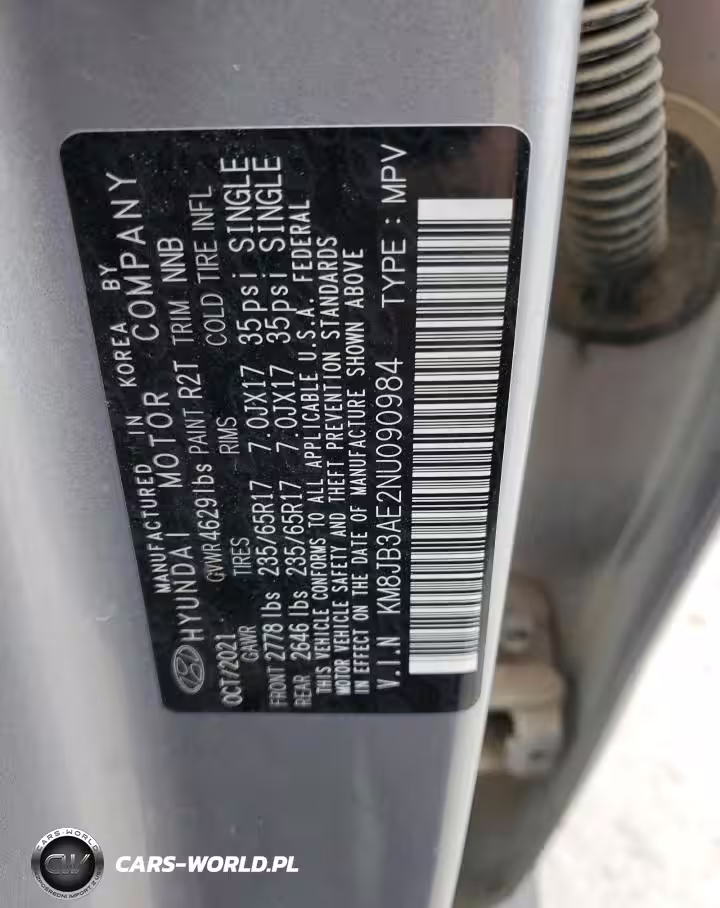 MANUFACTURED IN KOREA BY
HYUNDAI MOTOR COMPANY
OCT/2021 GVWR 4629lbs PAINT R2T TRIM NNB
GAWR TIRES RIMS COLD TIRE INFL
FRONT 2778 lbs 235/65R17 7.0JX17 35psi SINGLE
REAR 2646 lbs 235/65R17 7.0JX17 35psi SINGLE
THIS VEHICLE CONFORMS TO ALL APPLICABLE U.S.A. FEDERAL
MOTOR VEHICLE SAFETY AND THEFT PREVENTION STANDARDS
IN EFFECT ON THE DATE OF MANUFACTURE SHOWN ABOVE
V.I.N KM8JB3AE2NU090984 TYPE : MPV
CARS-WORLD
CW
CARS-WORLD.PL